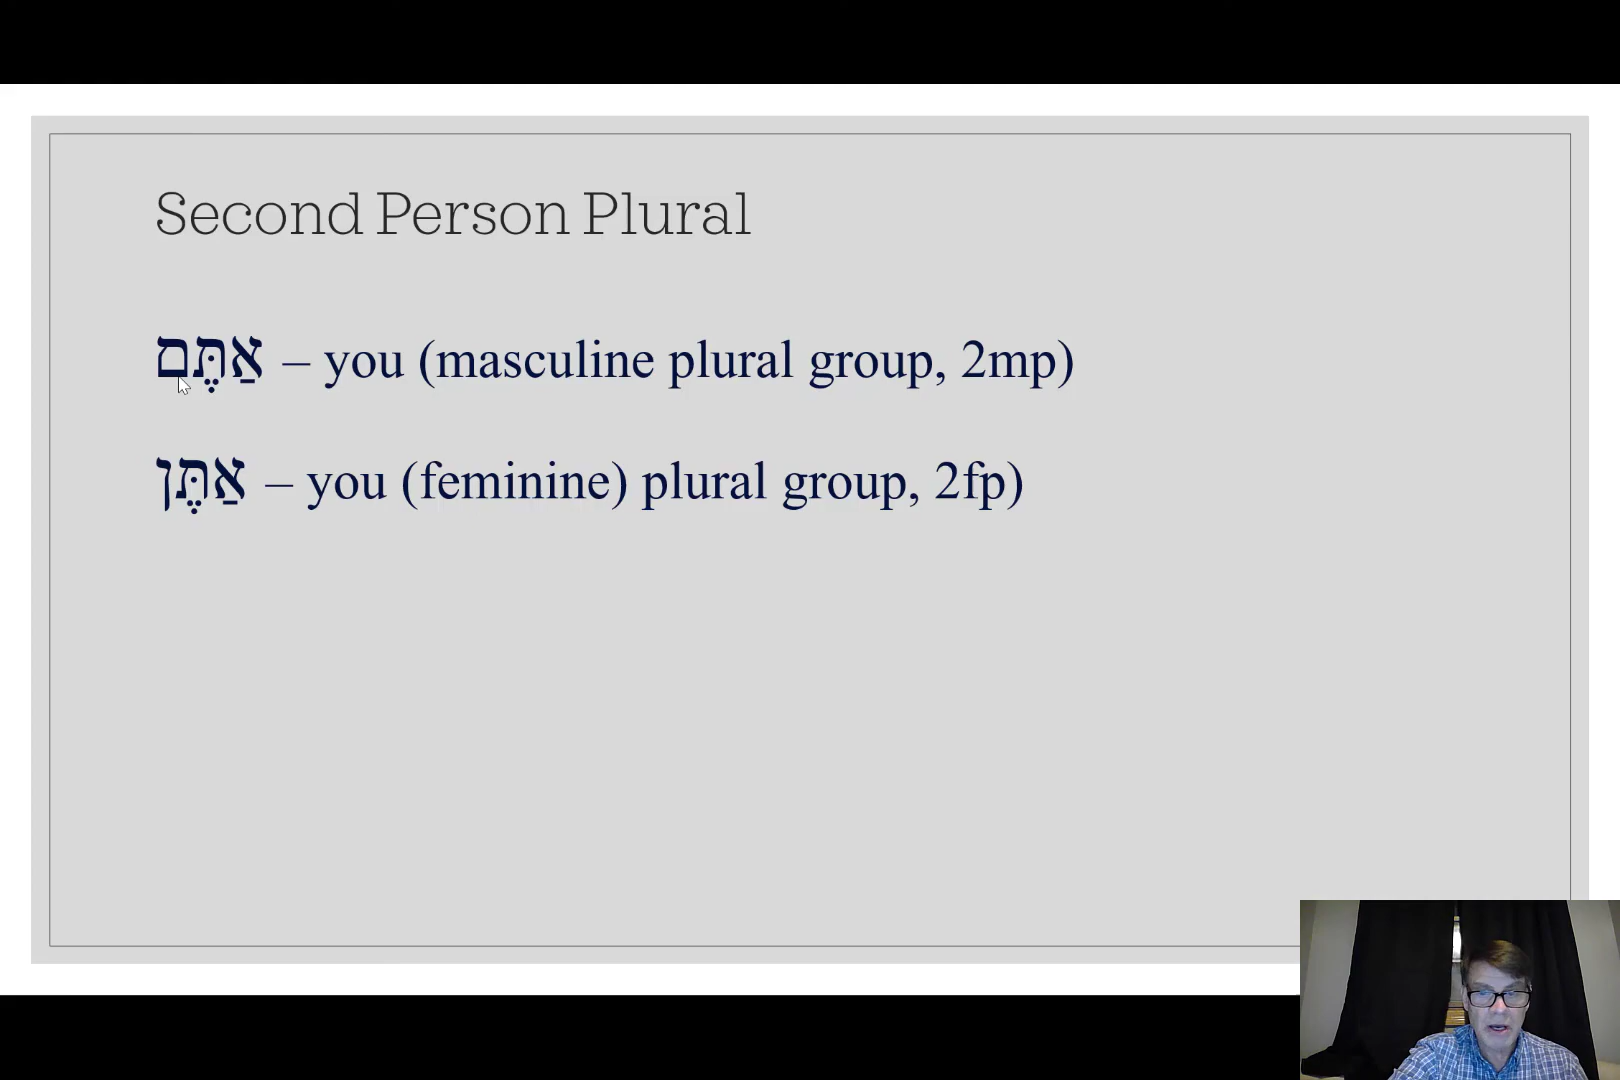 Second Person Plural
אַתֶּם – you (masculine plural group, 2mp)
אַתֶּן – you (feminine) plural group, 2fp)